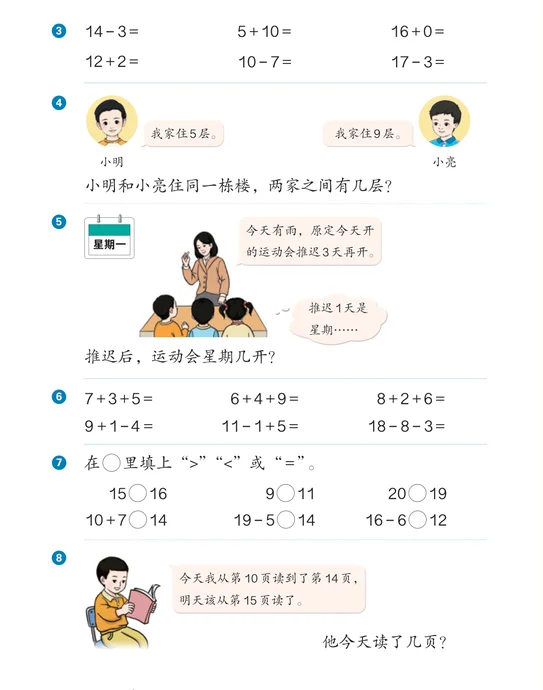 3 14-3= 5+10= 16+0=
12+2= 10-7= 17-3=
4
我家住5层。 我家住9层。
小明 小亮
小明和小亮住同一栋楼，两家之间有几层？
5
星期一
今天有雨，原定今天开
的运动会推迟3天再开。
推迟1天是
星期……
推迟后，运动会星期几开？
6 7+3+5= 6+4+9= 8+2+6=
9+1-4= 11-1+5= 18-8-3=
7 在○里填上“>”“<”或“=”。
15○16 9○11 20○19
10+7○14 19-5○14 16-6○12
8
今天我从第10页读到了第14页，
明天该从第15页读了。
他今天读了几页？